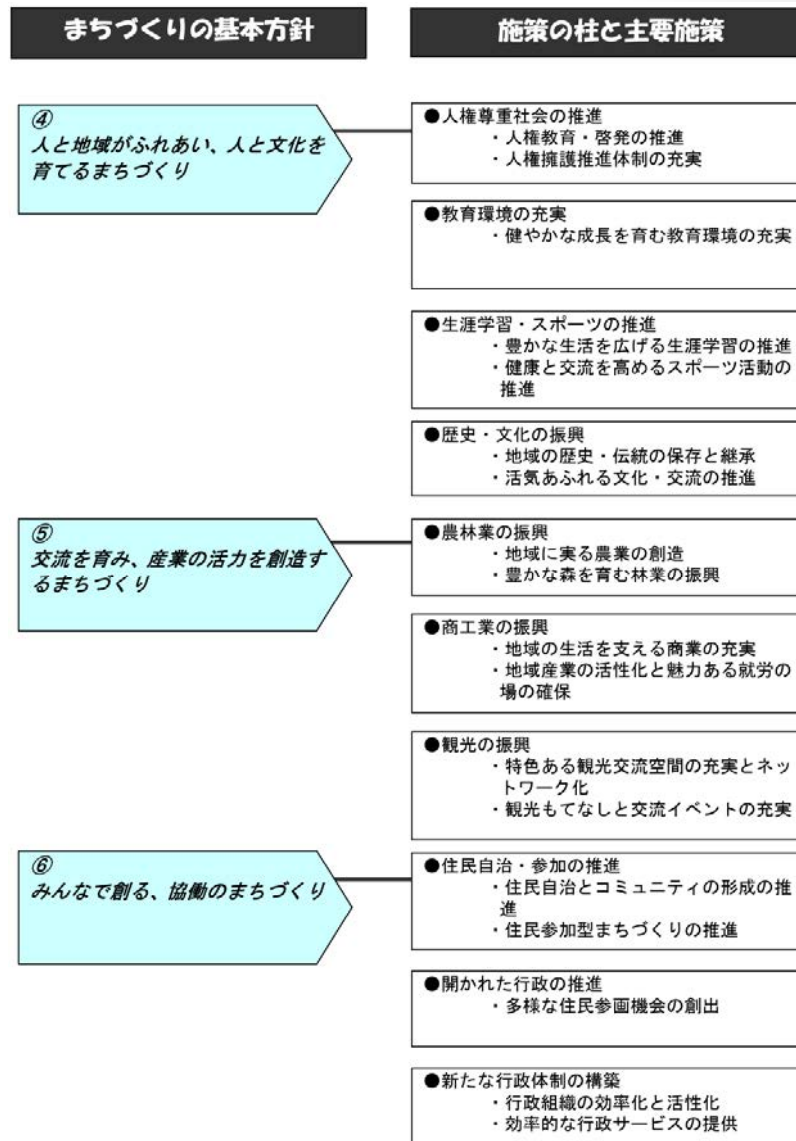 まちづくりの基本方針
施策の柱と主要施策
④
人と地域がふれあい、人と文化を
育てるまちづくり
●人権尊重社会の推進
・人権教育・啓発の推進
・人権擁護推進体制の充実
●教育環境の充実
・健やかな成長を育む教育環境の充実
●生涯学習・スポーツの推進
・豊かな生活を広げる生涯学習の推進
・健康と交流を高めるスポーツ活動の
推進
●歴史・文化の振興
・地域の歴史・伝統の保存と継承
・活気あふれる文化・交流の推進
⑤
交流を育み、産業の活力を創造す
るまちづくり
●農林業の振興
・地域に実る農業の創造
・豊かな森を育む林業の振興
●商工業の振興
・地域の生活を支える商業の充実
・地域産業の活性化と魅力ある就労の
場の確保
●観光の振興
・特色ある観光交流空間の充実とネッ
トワーク化
・観光もてなしと交流イベントの充実
⑥
みんなで創る、協働のまちづくり
●住民自治・参加の推進
・住民自治とコミュニティの形成の推
進
・住民参加型まちづくりの推進
●開かれた行政の推進
・多様な住民参画機会の創出
●新たな行政体制の構築
・行政組織の効率化と活性化
・効率的な行政サービスの提供